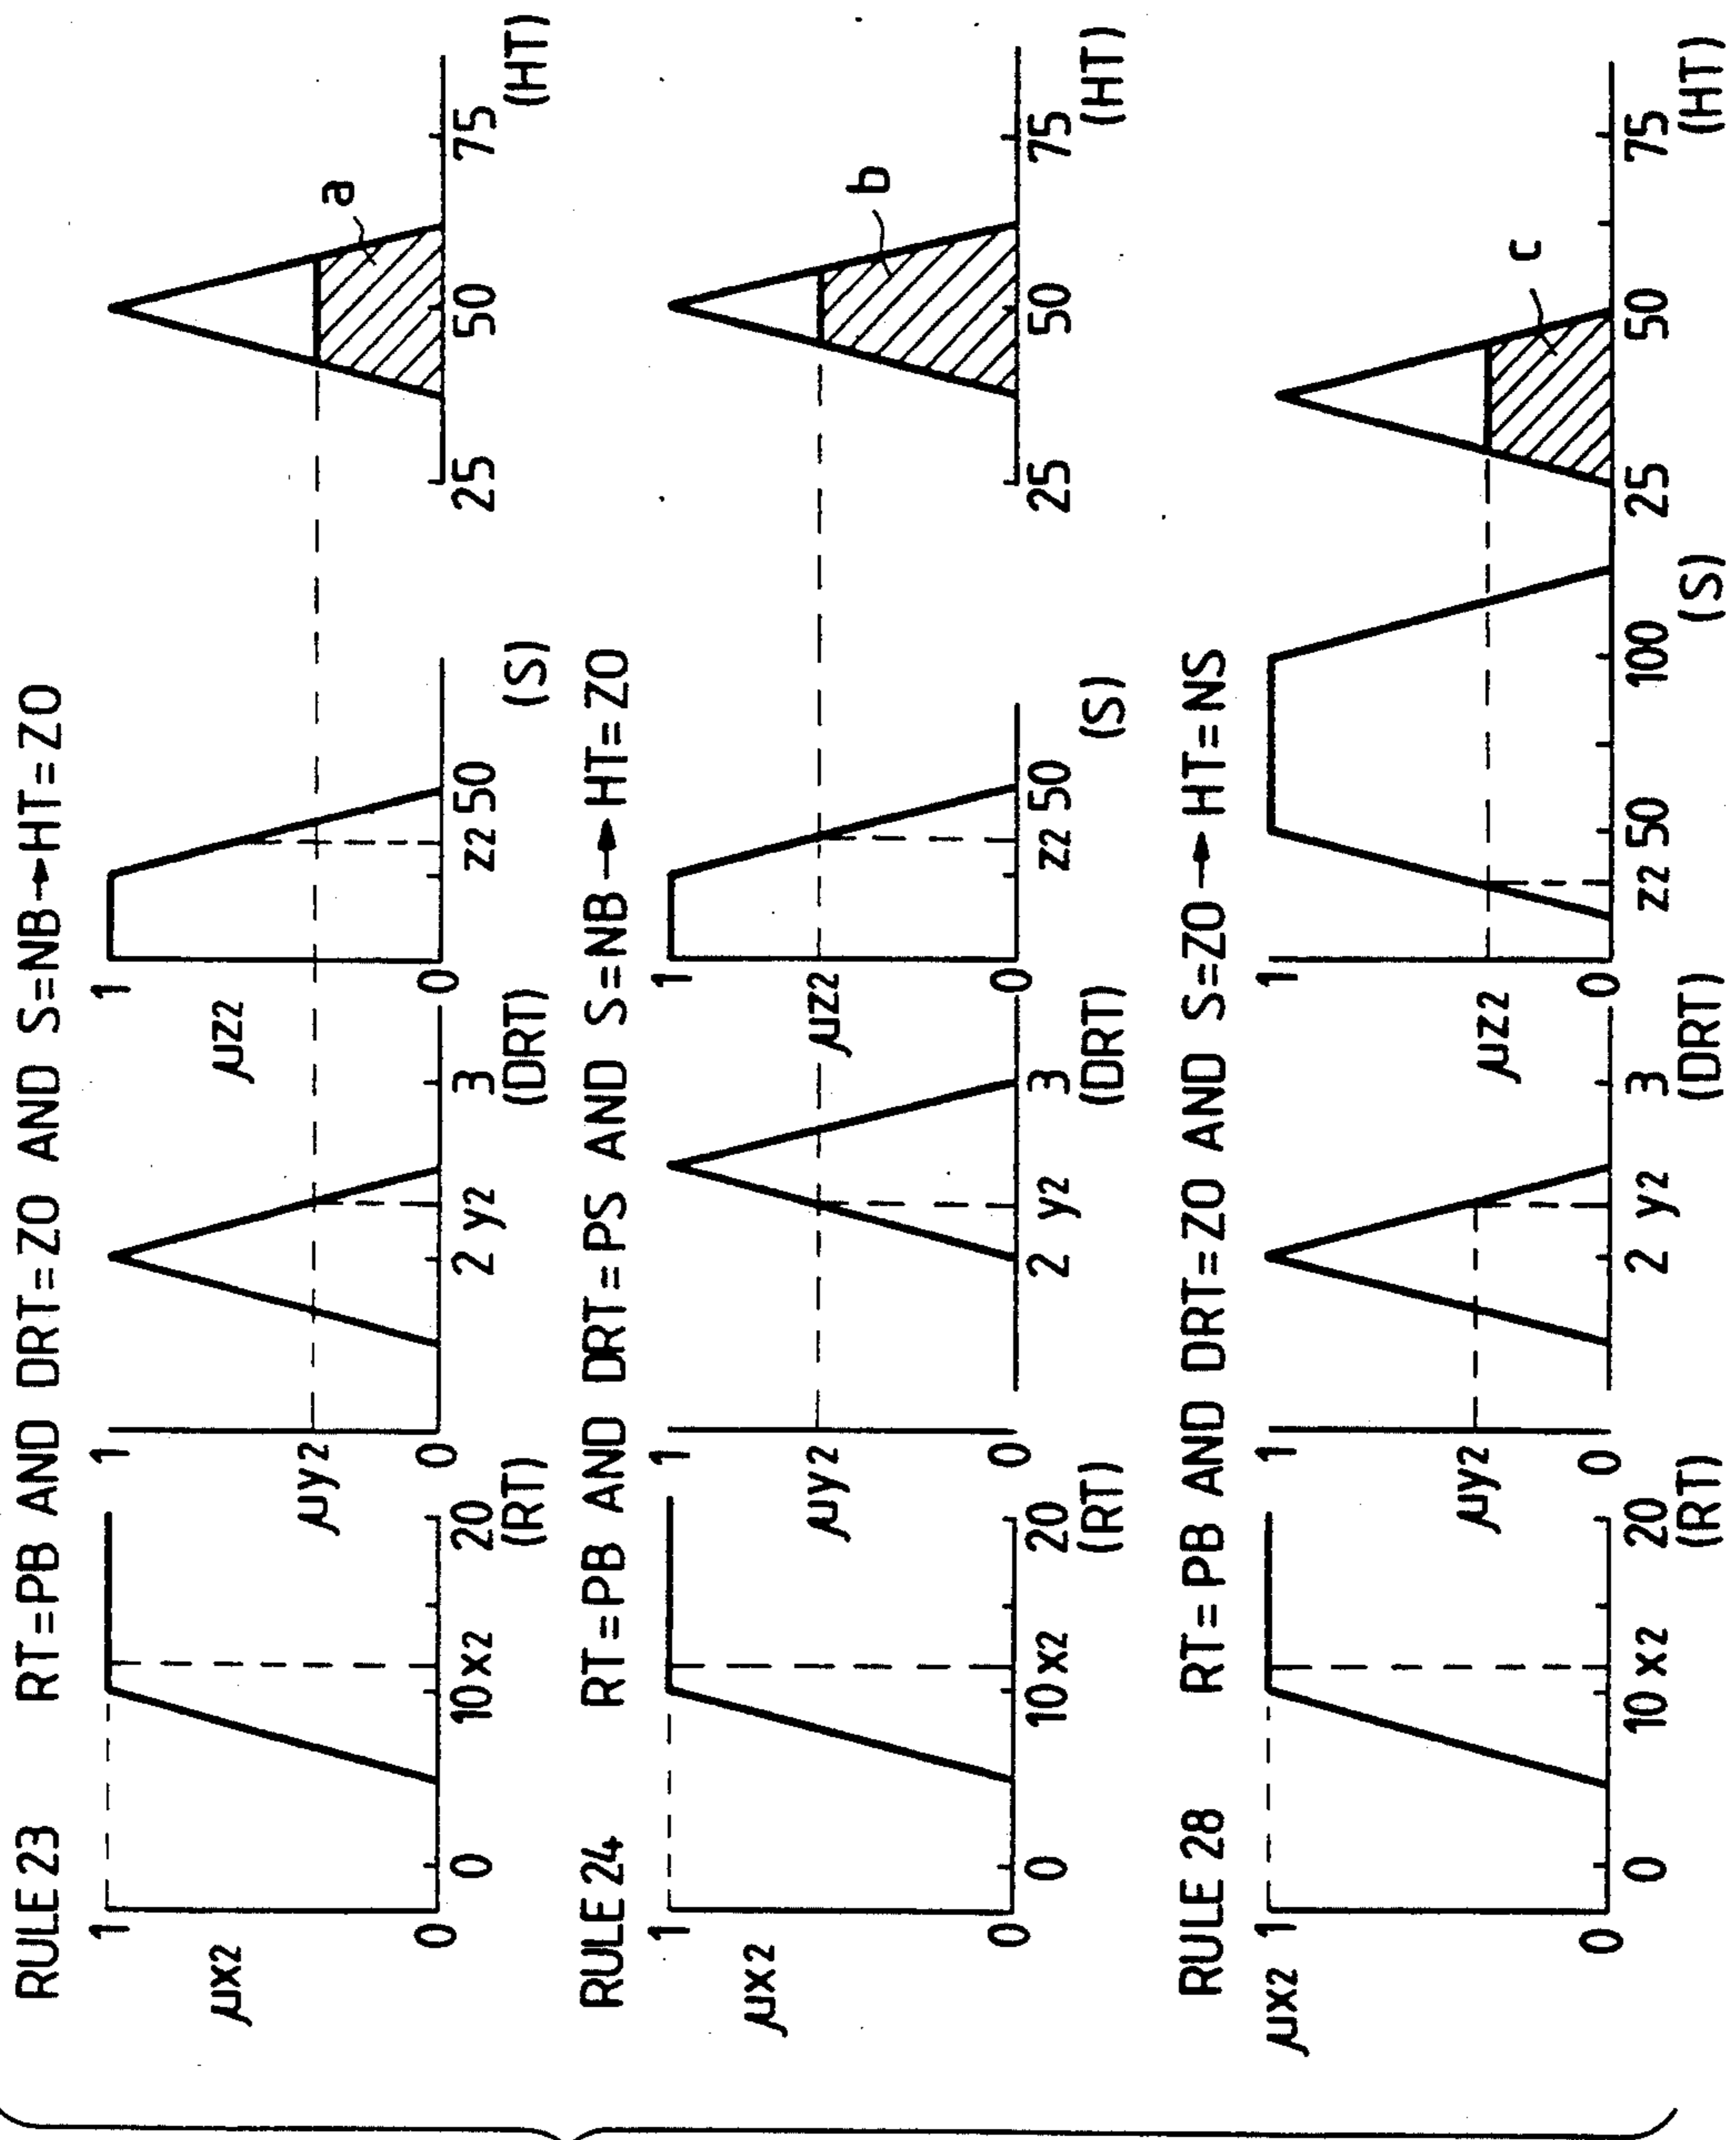 RULE 23 RT=PB AND DRT=ZO AND S=NB→HT=ZO
1 1 1
μx2 μy2 μz2 a
0 0 0
0 10 x2 20 2 y2 3 z2 50 25 50 75
(RT) (DRT) (S) (HT)
RULE 24 RT=PB AND DRT=PS AND S=NB→HT=ZO
1 1 1
μx2 μy2 μz2 b
0 0 0
0 10 x2 20 2 y2 3 z2 50 25 50 75
(RT) (DRT) (S) (HT)
RULE 28 RT=PB AND DRT=ZO AND S=ZO→HT=NS
μx2 1 1 1
μy2 μz2 c
0 0 0
0 10 x2 20 2 y2 3 z2 50 100 25 50 75
(RT) (DRT) (S) (HT)